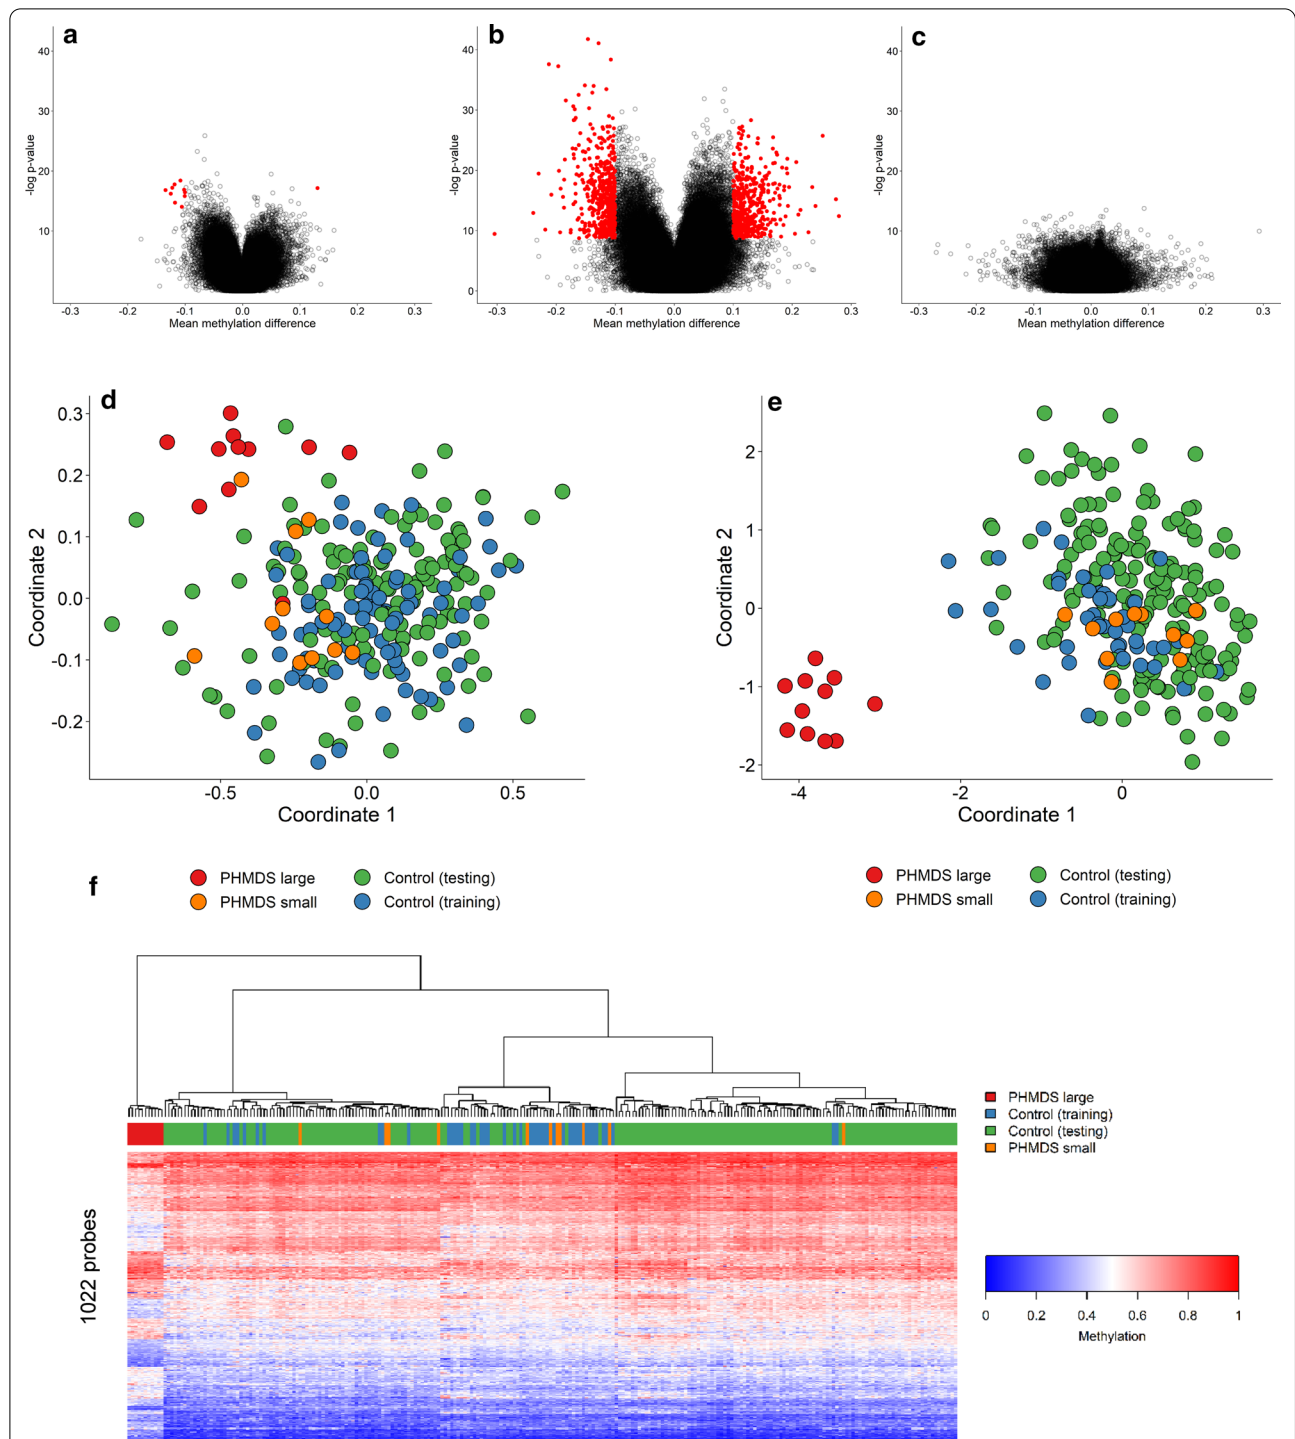 a
40
30
20
10
-log p-value
-0.3 -0.2 -0.1 0.0 0.1 0.2 0.3
Mean methylation difference
b
40
30
20
10
0
-log p-value
-0.3 -0.2 -0.1 0.0 0.1 0.2 0.3
Mean methylation difference
c
40
30
20
10
-log p-value
-0.3 -0.2 -0.1 0.0 0.1 0.2 0.3
Mean methylation difference
d
0.3
0.2
0.1
0.0
-0.1
-0.2
Coordinate 2
-0.5 0.0 0.5
Coordinate 1
PHMDS large
Control (testing)
PHMDS small
Control (training)
e
2
1
0
-1
-2
Coordinate 2
-4 -2 0
Coordinate 1
PHMDS large
Control (testing)
PHMDS small
Control (training)
f
1022 probes
PHMDS large
Control (training)
Control (testing)
PHMDS small
0 0.2 0.4 0.6 0.8 1
Methylation